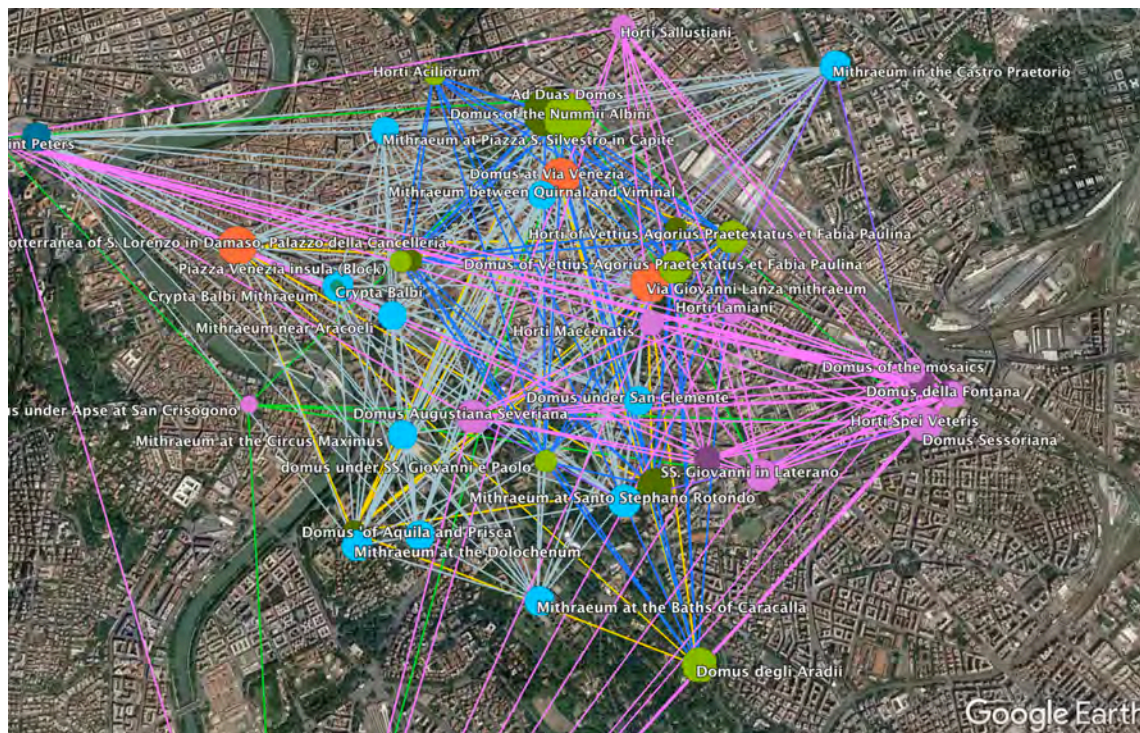 Horti Sallustiani
Horti Aciliorum
Mithraeum in the Castro Praetorio
Ad Duas Domos
Domus of the Nummii Albini
int Peters
Mithraeum at Piazza S. Silvestro in Capite
Domus at Via Venezia
Mithraeum between Quirnal and Viminal
Horti of Vettius Agorius Praetextatus et Fabia Paulina
otterranea of S. Lorenzo in Damaso, Palazzo della Cancelleria
Domus of Vettius Agorius Praetextatus et Fabia Paulina
Piazza Venezia insula (Block)
Via Giovanni Lanza mithraeum
Crypta Balbi Mithraeum
Crypta Balbi
Horti Lamiani
Mithraeum near Aracoeli
Horti Maecenatis
Domus of the mosaics
Domus della Fontana
Domus under San Clemente
us under Apse at San Crisogono
Domus Augustiana Severiana
Horti Spei Veteris
Mithraeum at the Circus Maximus
Domus Sessoriana
domus under SS. Giovanni e Paolo
SS. Giovanni in Laterano
Mithraeum at Santo Stephano Rotondo
Domus 'of Aquila and Prisca'
Mithraeum at the Dolochenum
Mithraeum at the Baths of Caracalla
Domus degli Aradii
Google Earth